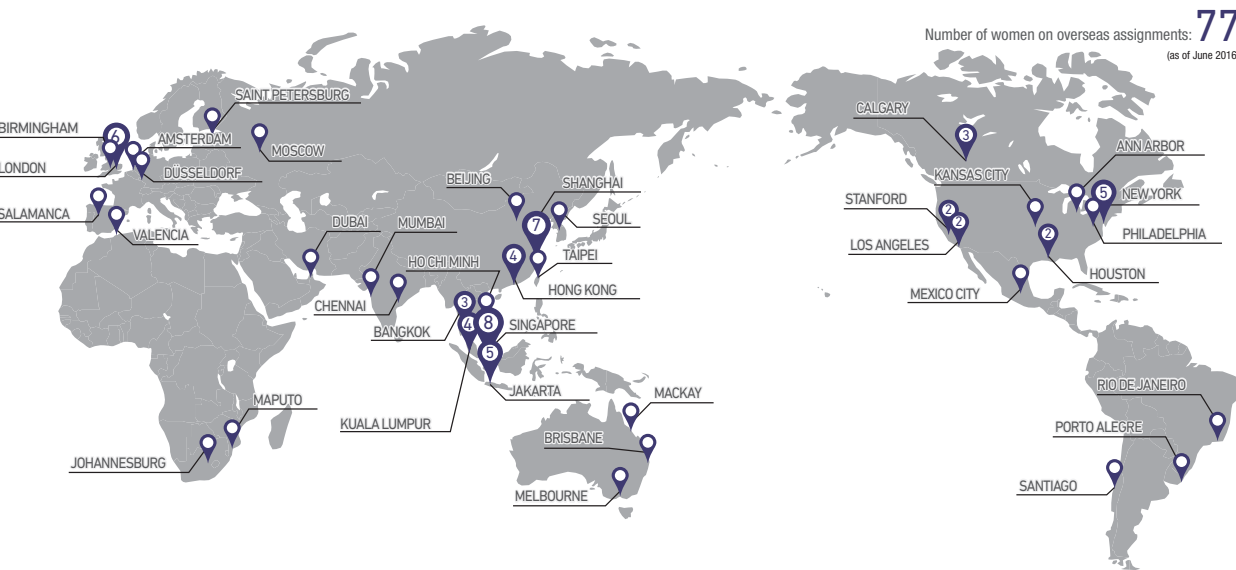 Number of women on overseas assignments: 77
(as of June 2016
SAINT PETERSBURG
BIRMINGHAM
6
AMSTERDAM
MOSCOW
LONDON
DÜSSELDORF
SALAMANCA
VALENCIA
BEIJING
SHANGHAI
DUBAI
MUMBAI
SEOUL
7
HO CHI MINH
4
TAIPEI
HONG KONG
CHENNAI
3
BANGKOK
4
8
SINGAPORE
5
JAKARTA
KUALA LUMPUR
MAPUTO
JOHANNESBURG
MACKAY
BRISBANE
MELBOURNE
CALGARY
3
ANN ARBOR
KANSAS CITY
5
NEW YORK
STANFORD
2
2
LOS ANGELES
2
PHILADELPHIA
HOUSTON
MEXICO CITY
RIO DE JANEIRO
PORTO ALEGRE
SANTIAGO